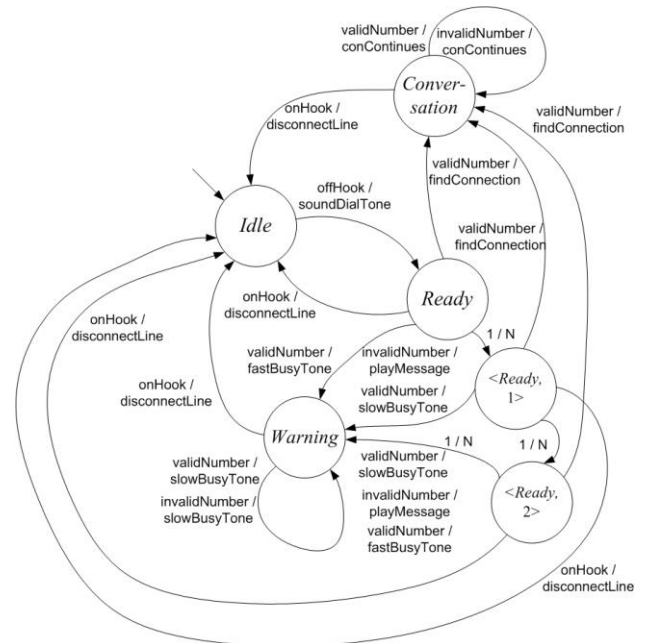 validNumber /
conContinues
invalidNumber /
conContinues
Conver-
sation
onHook /
disconnectLine
validNumber /
findConnection
validNumber /
findConnection
offHook /
soundDialTone
Idle
validNumber /
findConnection
Ready
onHook /
disconnectLine
onHook /
disconnectLine
1 / N
validNumber /
fastBusyTone
invalidNumber /
playMessage
<Ready,
1>
onHook /
disconnectLine
validNumber /
slowBusyTone
Warning
1 / N
1 / N
validNumber /
slowBusyTone
validNumber /
slowBusyTone
<Ready,
2>
invalidNumber /
slowBusyTone
invalidNumber /
playMessage
validNumber /
fastBusyTone
onHook /
disconnectLine